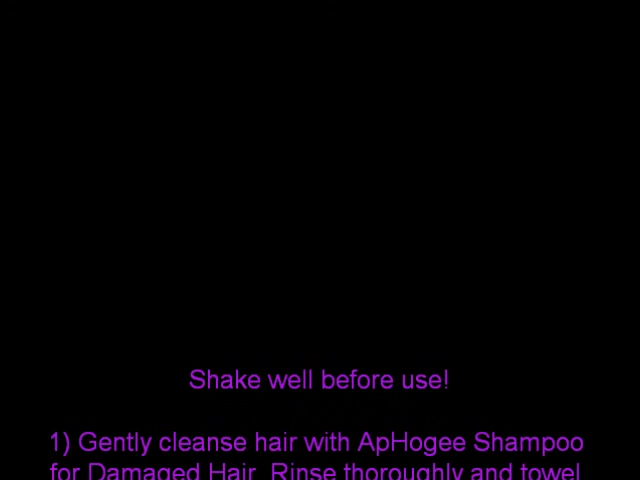 Shake well before use!
1) Gently cleanse hair with ApHogee Shampoo
for Damaged Hair. Rinse thoroughly and towel